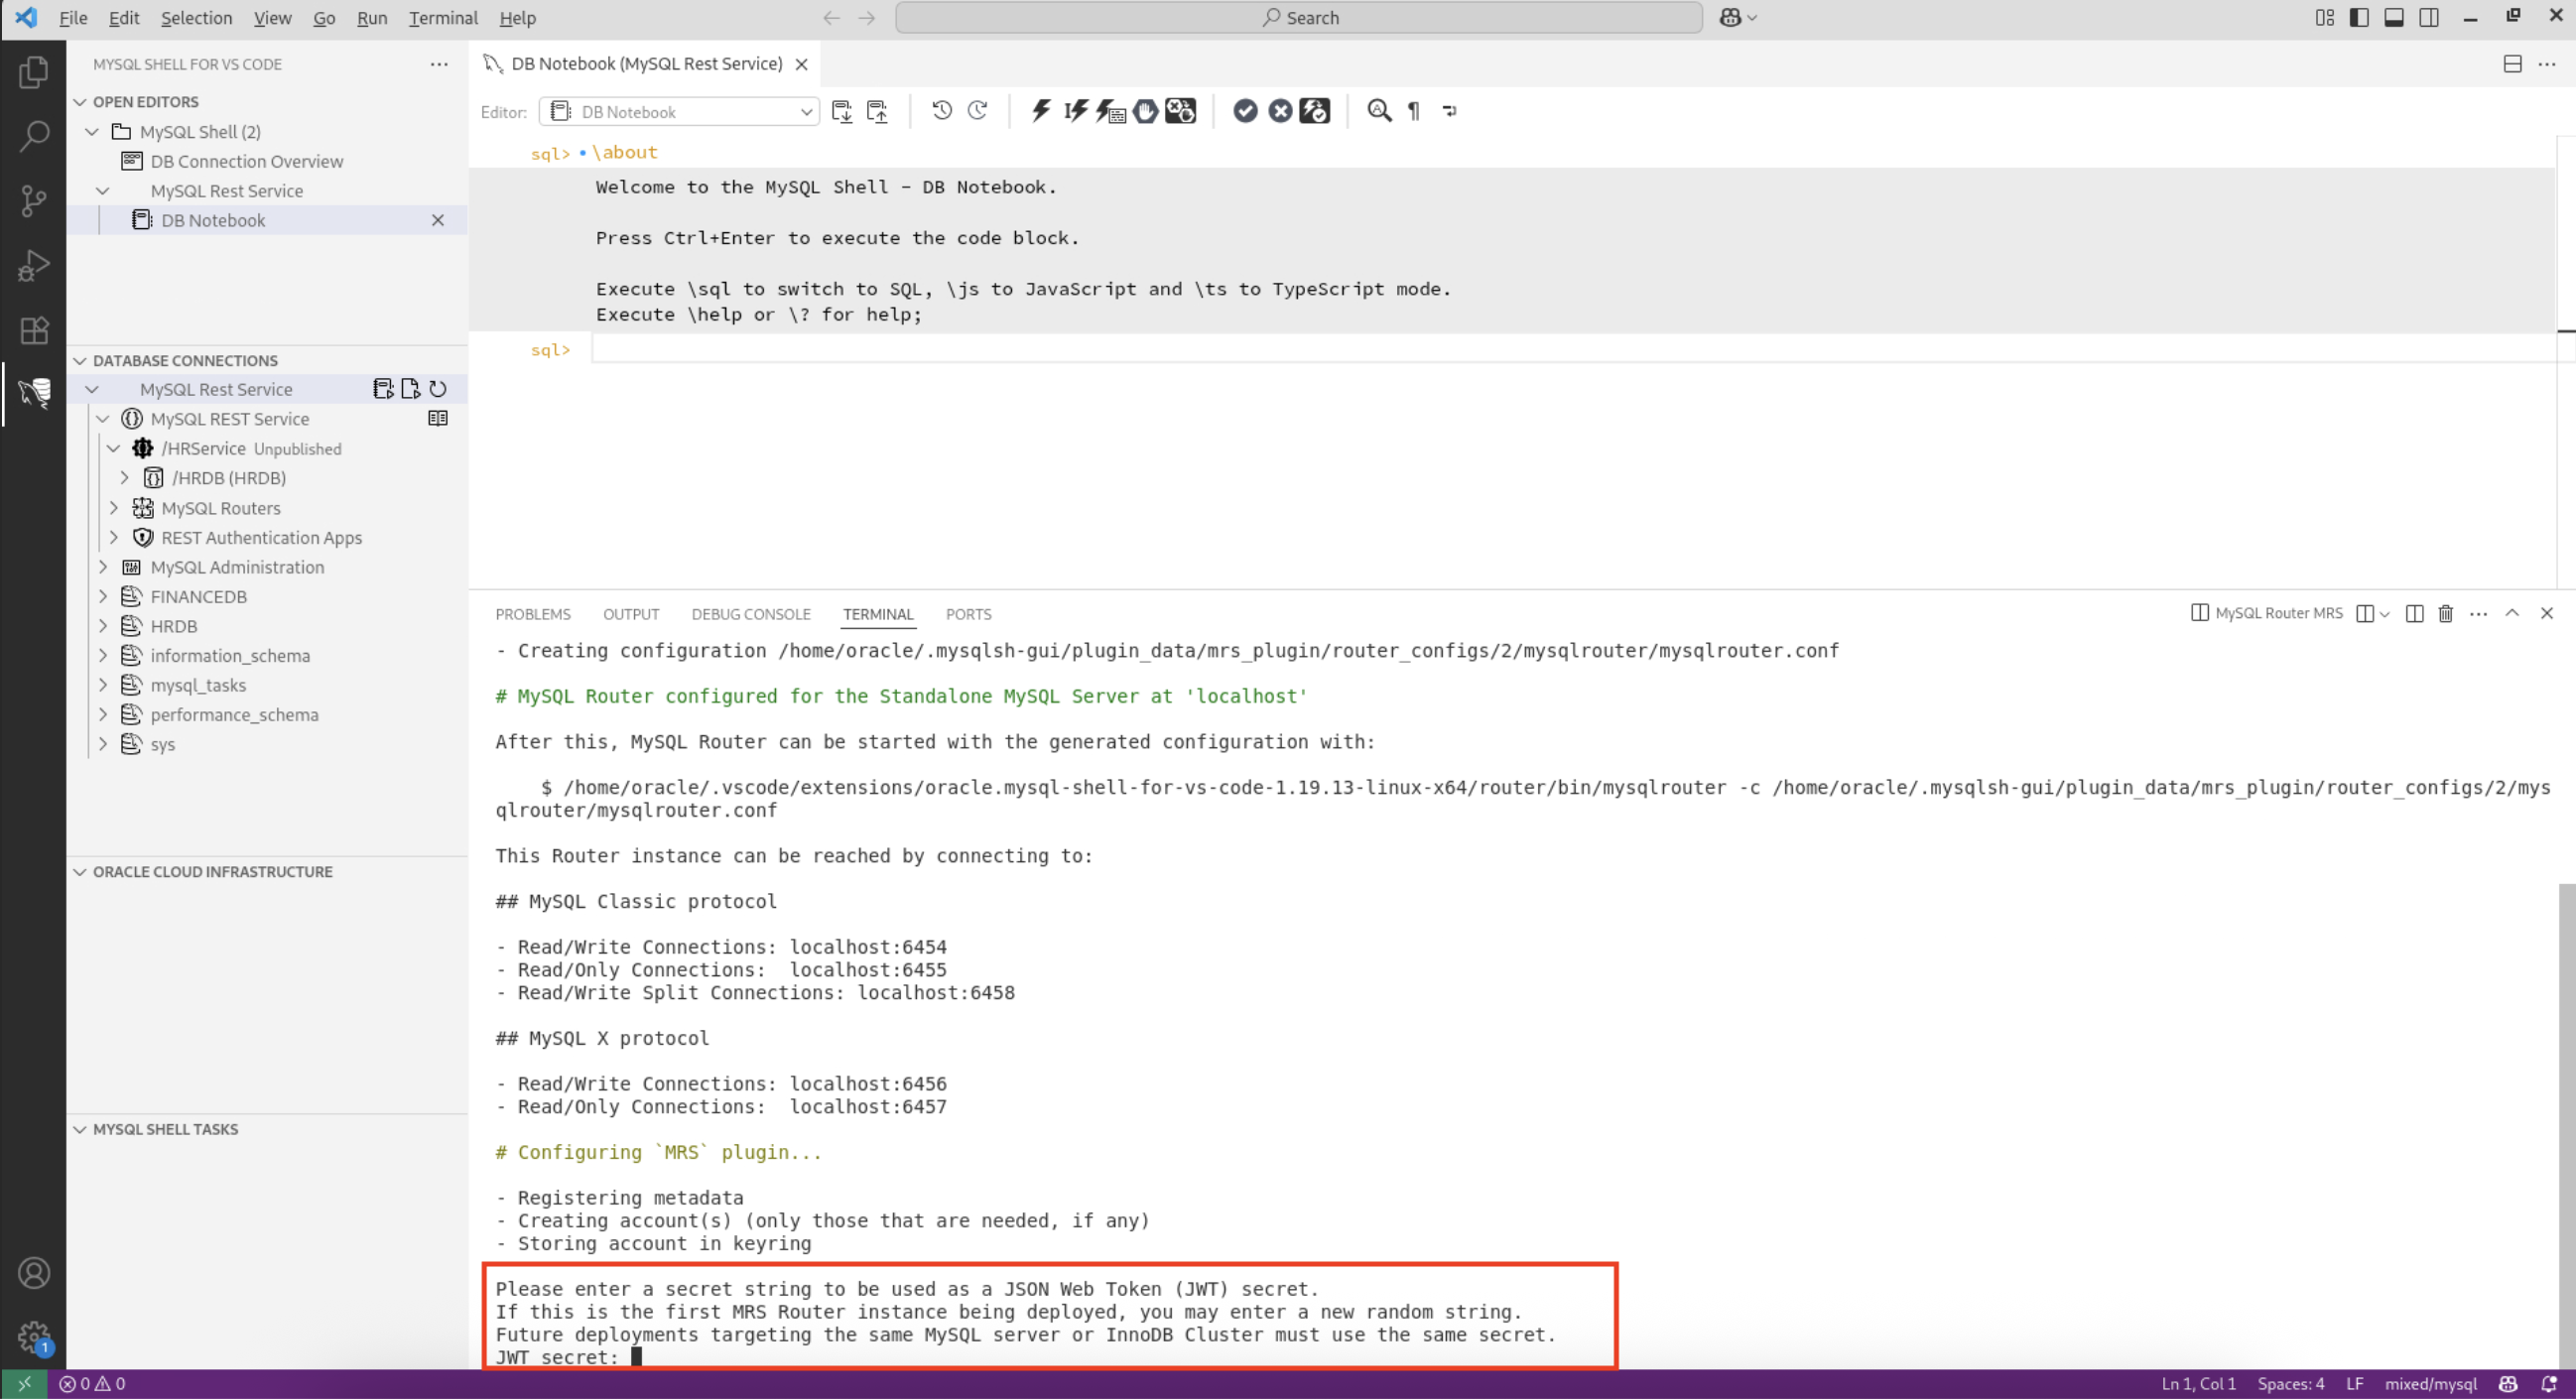 File Edit Selection View Go Run Terminal Help
Search
MYSQL SHELL FOR VS CODE
OPEN EDITORS
MySQL Shell (2)
DB Connection Overview
MySQL Rest Service
DB Notebook
DATABASE CONNECTIONS
MySQL Rest Service
MySQL REST Service
/HRService Unpublished
/HRDB (HRDB)
MySQL Routers
REST Authentication Apps
MySQL Administration
FINANCEDB
HRDB
information_schema
mysql_tasks
performance_schema
sys
ORACLE CLOUD INFRASTRUCTURE
MYSQL SHELL TASKS
1
DB Notebook (MySQL Rest Service)
Editor: DB Notebook
sql> \about
Welcome to the MySQL Shell - DB Notebook.
Press Ctrl+Enter to execute the code block.
Execute \sql to switch to SQL, \js to JavaScript and \ts to TypeScript mode.
Execute \help or \? for help;
sql>
PROBLEMS OUTPUT DEBUG CONSOLE TERMINAL PORTS
MySQL Router MRS
- Creating configuration /home/oracle/.mysqlsh-gui/plugin_data/mrs_plugin/router_configs/2/mysqlrouter/mysqlrouter.conf
# MySQL Router configured for the Standalone MySQL Server at 'localhost'
After this, MySQL Router can be started with the generated configuration with:
$ /home/oracle/.vscode/extensions/oracle.mysql-shell-for-vs-code-1.19.13-linux-x64/router/bin/mysqlrouter -c /home/oracle/.mysqlsh-gui/plugin_data/mrs_plugin/router_configs/2/mys
qlrouter/mysqlrouter.conf
This Router instance can be reached by connecting to:
## MySQL Classic protocol
- Read/Write Connections: localhost:6454
- Read/Only Connections:  localhost:6455
- Read/Write Split Connections: localhost:6458
## MySQL X protocol
- Read/Write Connections: localhost:6456
- Read/Only Connections:  localhost:6457
# Configuring `MRS` plugin...
- Registering metadata
- Creating account(s) (only those that are needed, if any)
- Storing account in keyring
Please enter a secret string to be used as a JSON Web Token (JWT) secret.
If this is the first MRS Router instance being deployed, you may enter a new random string.
Future deployments targeting the same MySQL server or InnoDB Cluster must use the same secret.
JWT secret:
0 0
Ln 1, Col 1 Spaces: 4 LF mixed/mysql